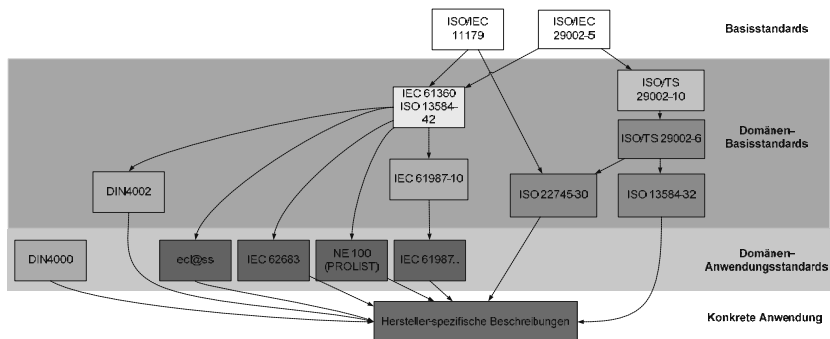 ISO/IEC
11179
ISO/IEC
29002-5
Basisstandards
IEC 61360
ISO 13584-
42
ISO/TS
29002-10
ISO/TS 29002-6
Domänen-
Basisstandards
DIN4002
IEC 61987-10
ISO 22745-30
ISO 13584-32
DIN4000
ecl@ss
IEC 62683
NE 100
(PROLIST)
IEC 61987..
Domänen-
Anwendungsstandards
Hersteller-spezifische Beschreibungen
Konkrete Anwendung